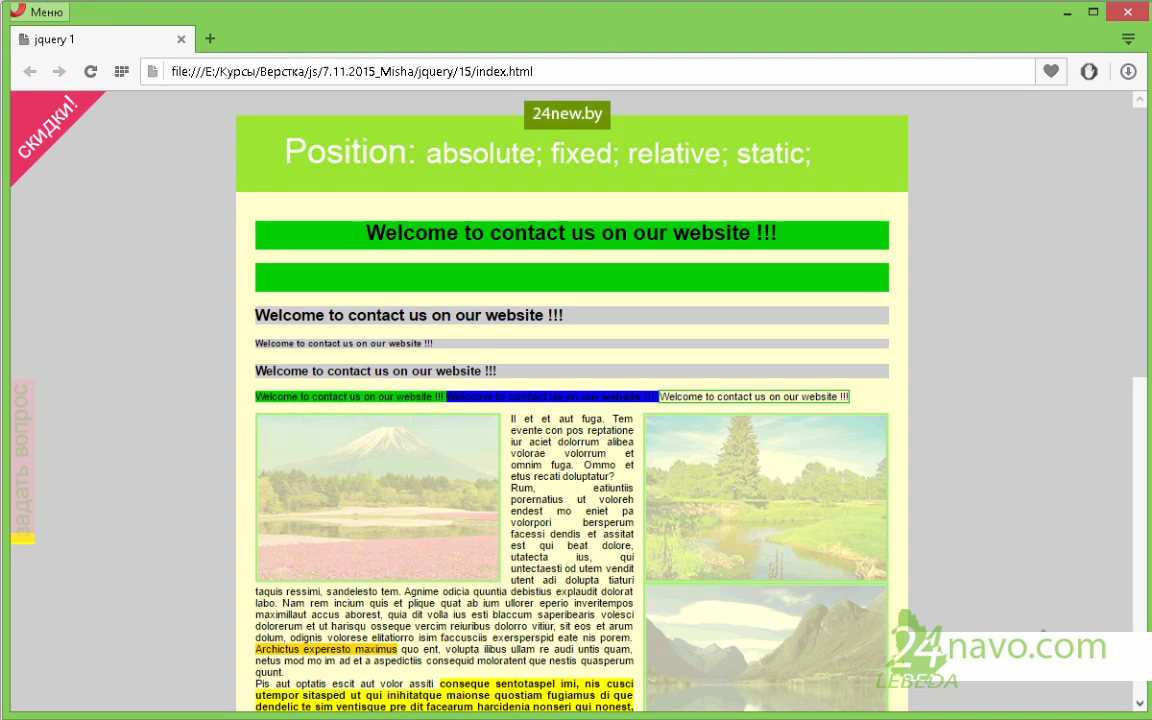 Меню
jquery 1
file:///E:/Курсы/Верстка/js/7.11.2015_Misha/jquery/15/index.html
СКИДКИ!
24new.by
Position: absolute; fixed; relative; static;
Welcome to contact us on our website !!!
Welcome to contact us on our website !!!
Welcome to contact us on our website !!!
Welcome to contact us on our website !!!
Welcome to contact us on our website !!! Welcome to contact us on our website !!! Welcome to contact us on our website !!!
задать вопрос
Il et et aut fuga. Tem
evente con pos reptatione
iur aciet dolorrum alibea
volorae volorrum et
omnim fuga. Ommo et
etus recati doluptatur?
Rum, eatiuntiis
porernatius ut voloreh
endest mo eniet pa
volorpori bersperum
facessi dendis et assitat
est qui beat dolore,
utatecta ius, qui
untectaesti od utem vendit
utent adi dolupta tiaturi
taquis ressimi, sandelesto tem. Agnime odicia quuntia debistius explaudit dolorat
labo. Nam rem incium quis et plique quat ab ium ullorer eperio inveritempos
maximillaut accus aborest, quia dit volla ius esti blaccum saperibearis volesci
dolorerum et ut harisqu osseque vercim reiuribus dolorro vitiur, sit eos et arum
dolum, odignis volorese elitatiorro isim faccusciis exersperspid eate nis porem.
Archictus experesto maximus quo ent, volupta ilibus ullam re audi untis quam,
netus mod mo im ad et a aspedictiis consequid moloratent que nestis quasperum
quunt.
Pis aut optatis escit aut volor assiti conseque sentotaspel imi, nis cusci
utempor sitasped ut qui inihitatque maionse quostiam fugiamus di que
dendelic te sim ventisque pre dit facearum harcidenia nonseri qui nonest,
24navo.com
LEBEDA